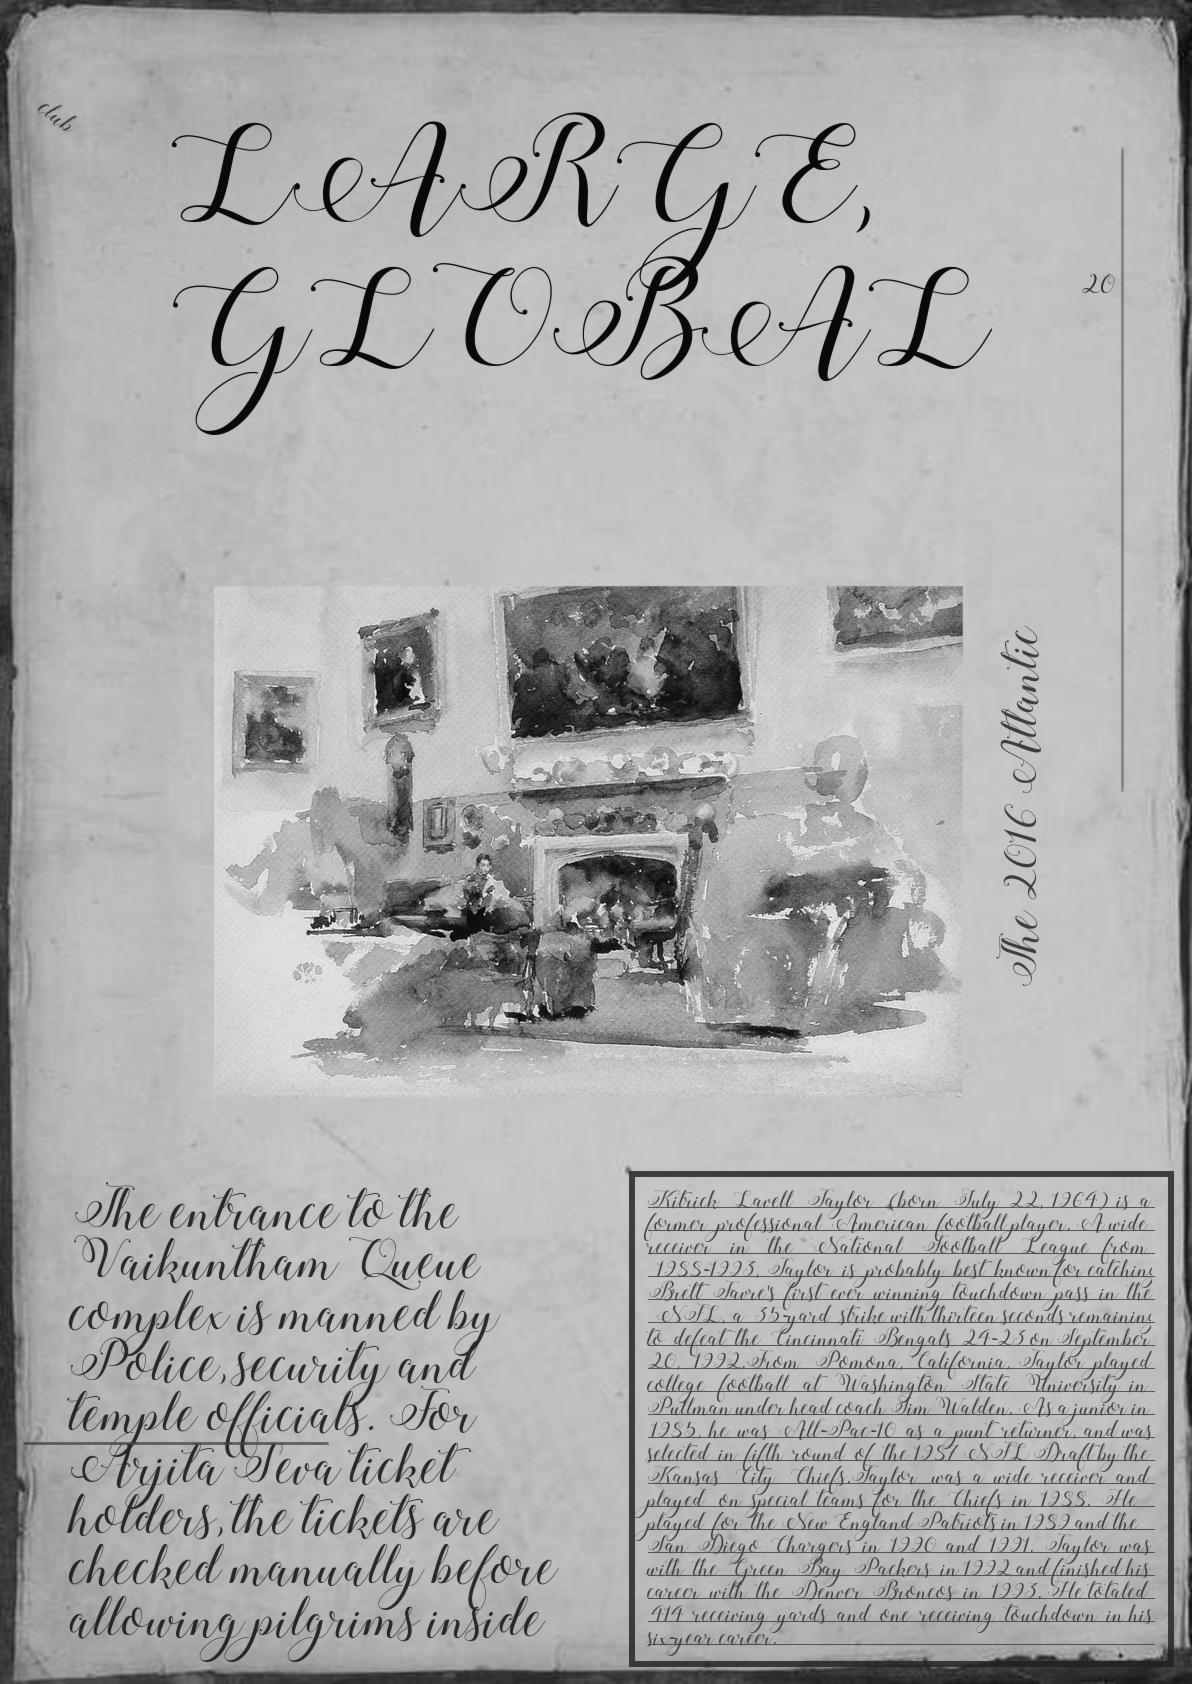 club
LARGE,
GLOBAL
20
The 2016 Atlantic
The entrance to the
Vaikuntham Queue
complex is manned by
Police, security and
temple officials. For
Arjita Seva ticket
holders, the tickets are
checked manually before
allowing pilgrims inside
Kitrick Lavell Taylor (born July 22, 1964) is a
former professional American football player. A wide
receiver in the National Football League from
1988-1993, Taylor is probably best known for catching
Brett Favre's first ever winning touchdown pass in the
NFL, a 35-yard strike with thirteen seconds remaining
to defeat the Cincinnati Bengals 24-23 on September
20, 1992. From Pomona, California, Taylor played
college football at Washington State University in
Pullman under head coach Jim Walden. As a junior in
1985, he was All-Pac-10 as a punt returner, and was
selected in fifth round of the 1987 NFL Draft by the
Kansas City Chiefs. Taylor was a wide receiver and
played on special teams for the Chiefs in 1988. He
played for the New England Patriots in 1989 and the
San Diego Chargers in 1990 and 1991. Taylor was
with the Green Bay Packers in 1992 and finished his
career with the Denver Broncos in 1993. He totaled
414 receiving yards and one receiving touchdown in his
six-year career.